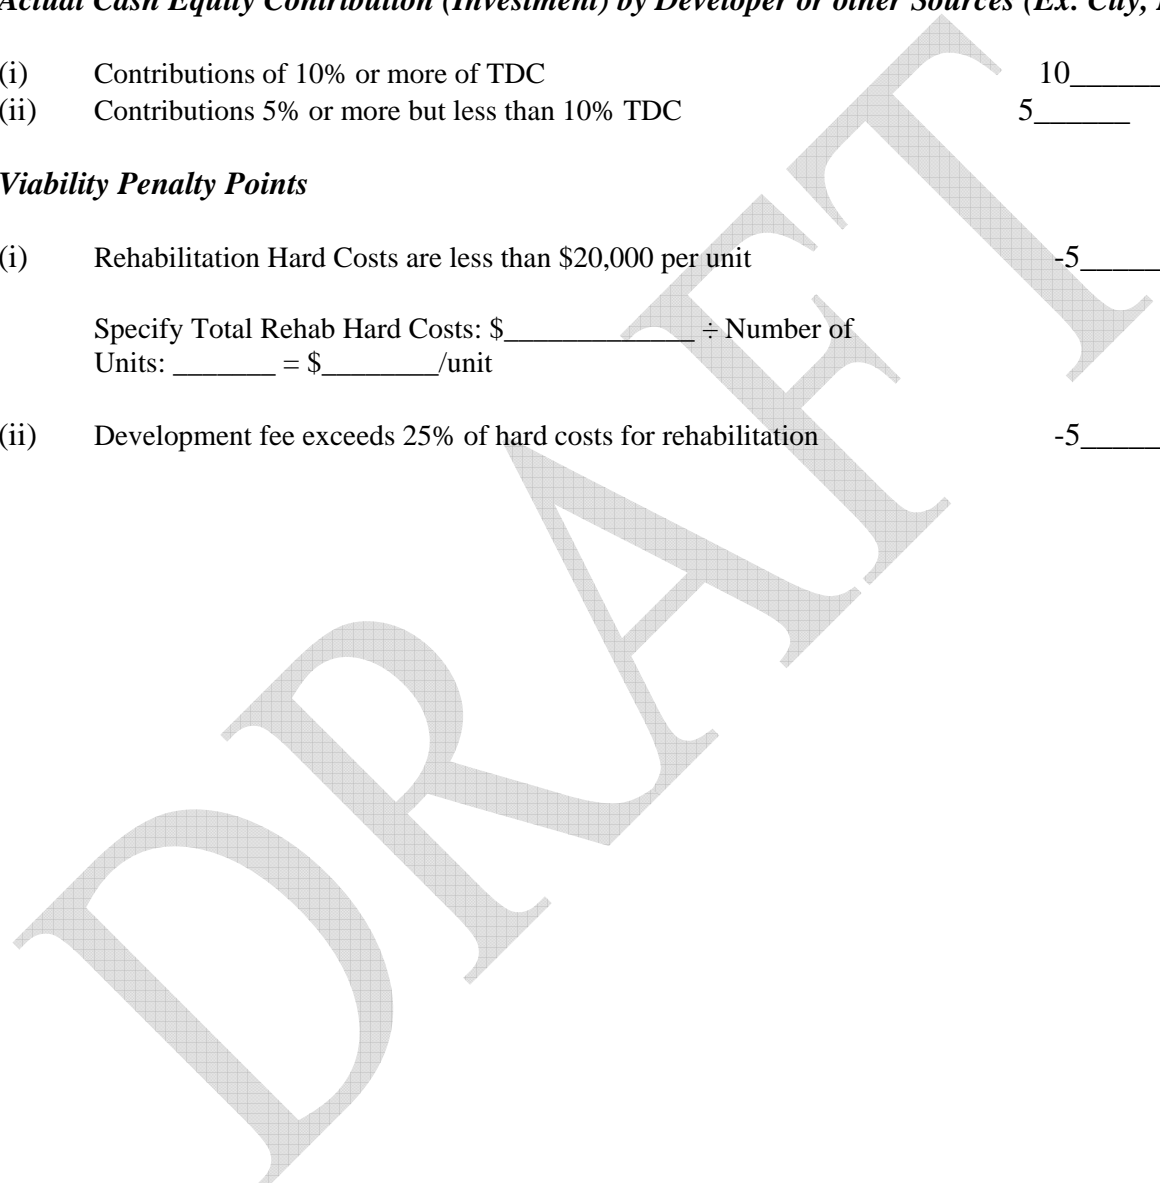 Actual Cash Equity Contribution (Investment) by Developer or other Sources (Ex. City,
(i) Contributions of 10% or more of TDC 10______
(ii) Contributions 5% or more but less than 10% TDC 5______
Viability Penalty Points
(i) Rehabilitation Hard Costs are less than $20,000 per unit -5_____
Specify Total Rehab Hard Costs: $_____________ ÷ Number of
Units: _______ = $________/unit
(ii) Development fee exceeds 25% of hard costs for rehabilitation -5_____
DRAFT